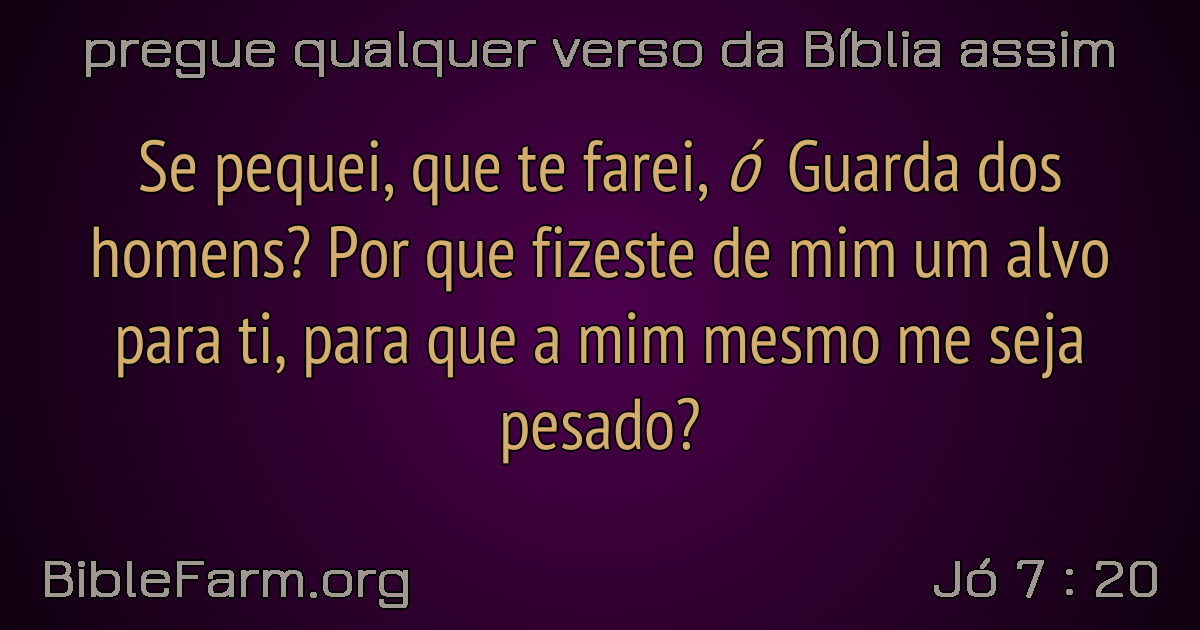 pregue qualquer verso da Bíblia assim
Se pequei, que te farei, ó Guarda dos
homens? Por que fizeste de mim um alvo
para ti, para que a mim mesmo me seja
pesado?
BibleFarm.org
Jó 7 : 20